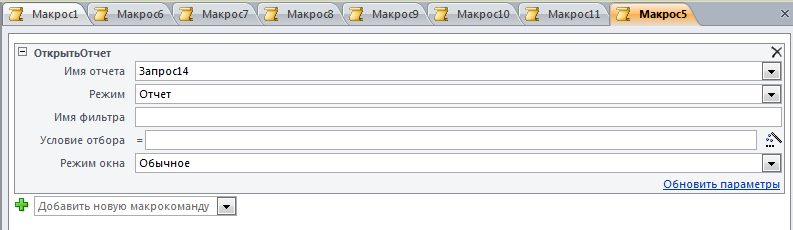 Макрос1 Макрос6 Макрос7 Макрос8 Макрос9 Макрос10 Макрос11 Макрос5
ОткрытьОтчет
Имя отчета Запрос14
Режим Отчет
Имя фильтра
Условие отбора =
Режим окна Обычное
Обновить параметры
Добавить новую макрокоманду